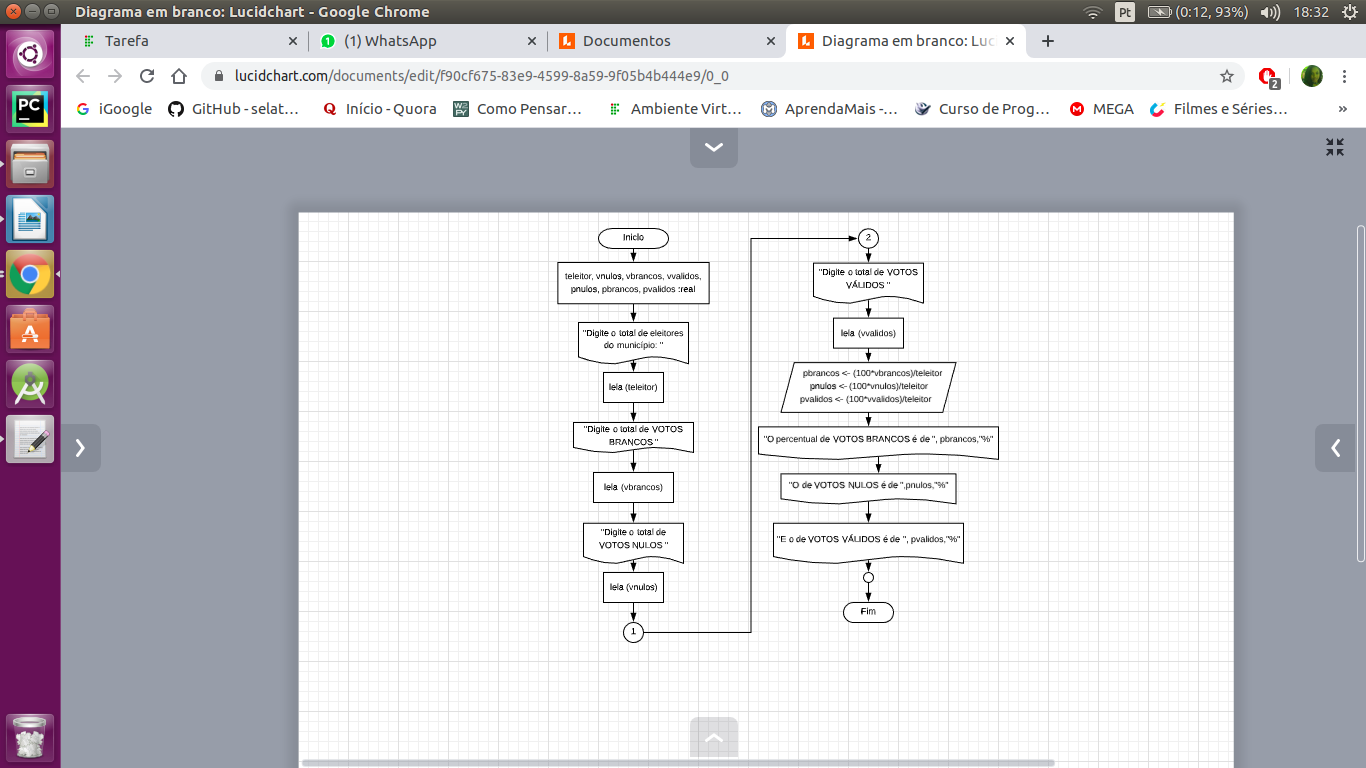 Diagrama em branco: Lucidchart - Google Chrome
Pt
(0:12, 93%)
18:32
Tarefa
(1) WhatsApp
Documentos
Diagrama em branco: Luc
lucidchart.com/documents/edit/f90cf675-83e9-4599-8a59-9f05b4b444e9/0_0
2
iGoogle
GitHub - selat...
Início - Quora
Como Pensar...
Ambiente Virt...
AprendaMais -...
Curso de Prog...
MEGA
Filmes e Séries...
»
PC
Inicio
teleitor, vnulos, vbrancos, vvalidos,
pnulos, pbrancos, pvalidos :real
"Digite o total de eleitores
do município: "
leia (teleitor)
"Digite o total de VOTOS
BRANCOS "
leia (vbrancos)
"Digite o total de
VOTOS NULOS "
leia (vnulos)
1
2
"Digite o total de VOTOS
VÁLIDOS "
leia (vvalidos)
pbrancos <- (100*vbrancos)/teleitor
pnulos <- (100*vnulos)/teleitor
pvalidos <- (100*vvalidos)/teleitor
"O percentual de VOTOS BRANCOS é de ", pbrancos,"%"
"O de VOTOS NULOS é de ",pnulos,"%"
"E o de VOTOS VÁLIDOS é de ", pvalidos,"%"
Fim